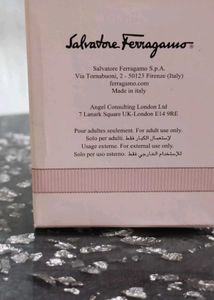 Salvatore Ferragamo
Salvatore Ferragamo S.p.A.
Via Tornabuoni, 2 - 50123 Firenze (Italy)
ferragamo.com
Made in italy
Angel Consulting London Ltd
7 Lanark Square UK-London E14 9RE
Pour adultes seulement. For adult use only.
Solo per adulti. لإستعمال الكبار فقط
Usage externe. For external use only.
Solo per uso esterno. للإستخدام الخارجي فقط